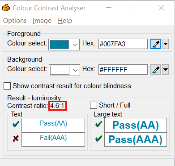 Colour Contrast Analyser
Options Image Help
Foreground
Colour select: Hex: #007FA3
Background
Colour select: Hex: #FFFFFF
Show contrast result for colour blindness
Result - luminosity
Contrast ratio: 4.6:1 Short / Full
Text Large text
Pass(AA) Pass(AA)
Fail(AAA) Pass(AAA)